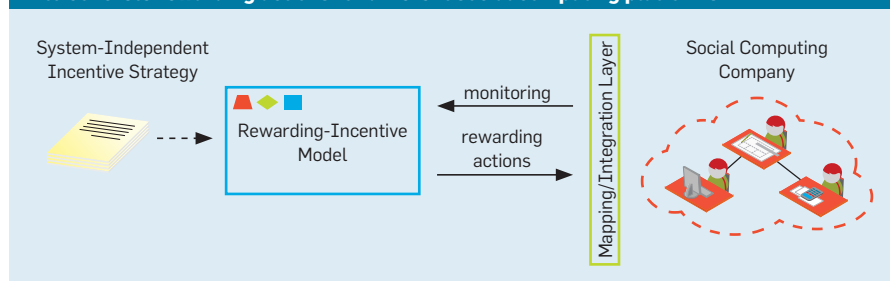 System-Independent
Incentive Strategy
Rewarding-Incentive
Model
monitoring
rewarding
actions
Mapping/Integration Layer
Social Computing
Company